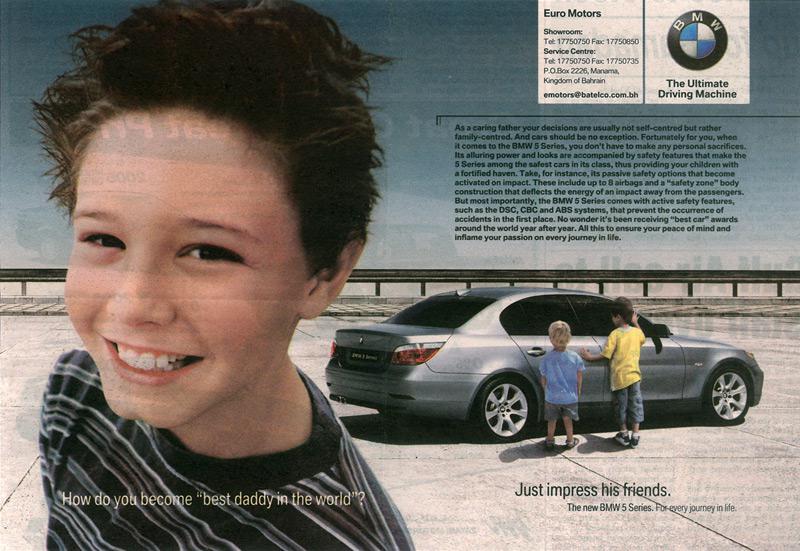 Euro Motors
Showroom:
Tel: 17750750 Fax: 17750850
Service Centre:
Tel: 17750750 Fax: 17750735
P.O.Box 2226, Manama,
Kingdom of Bahrain
emotors@batelco.com.bh
BMW
The Ultimate
Driving Machine
As a caring father your decisions are usually not self-centred but rather
family-centred. And cars should be no exception. Fortunately for you, when
it comes to the BMW 5 Series, you don't have to make any personal sacrifices.
Its alluring power and looks are accompanied by safety features that make the
5 Series among the safest cars in its class, thus providing your children with
a fortified haven. Take, for instance, its passive safety options that become
activated on impact. These include up to 8 airbags and a "safety zone" body
construction that deflects the energy of an impact away from the passengers.
But most importantly, the BMW 5 Series comes with active safety features,
such as the DSC, CBC and ABS systems, that prevent the occurrence of
accidents in the first place. No wonder it's been receiving "best car" awards
around the world year after year. All this to ensure your peace of mind and
inflame your passion on every journey in life.
BMW 5 Series
How do you become "best daddy in the world"?
Just impress his friends.
The new BMW 5 Series. For every journey in life.